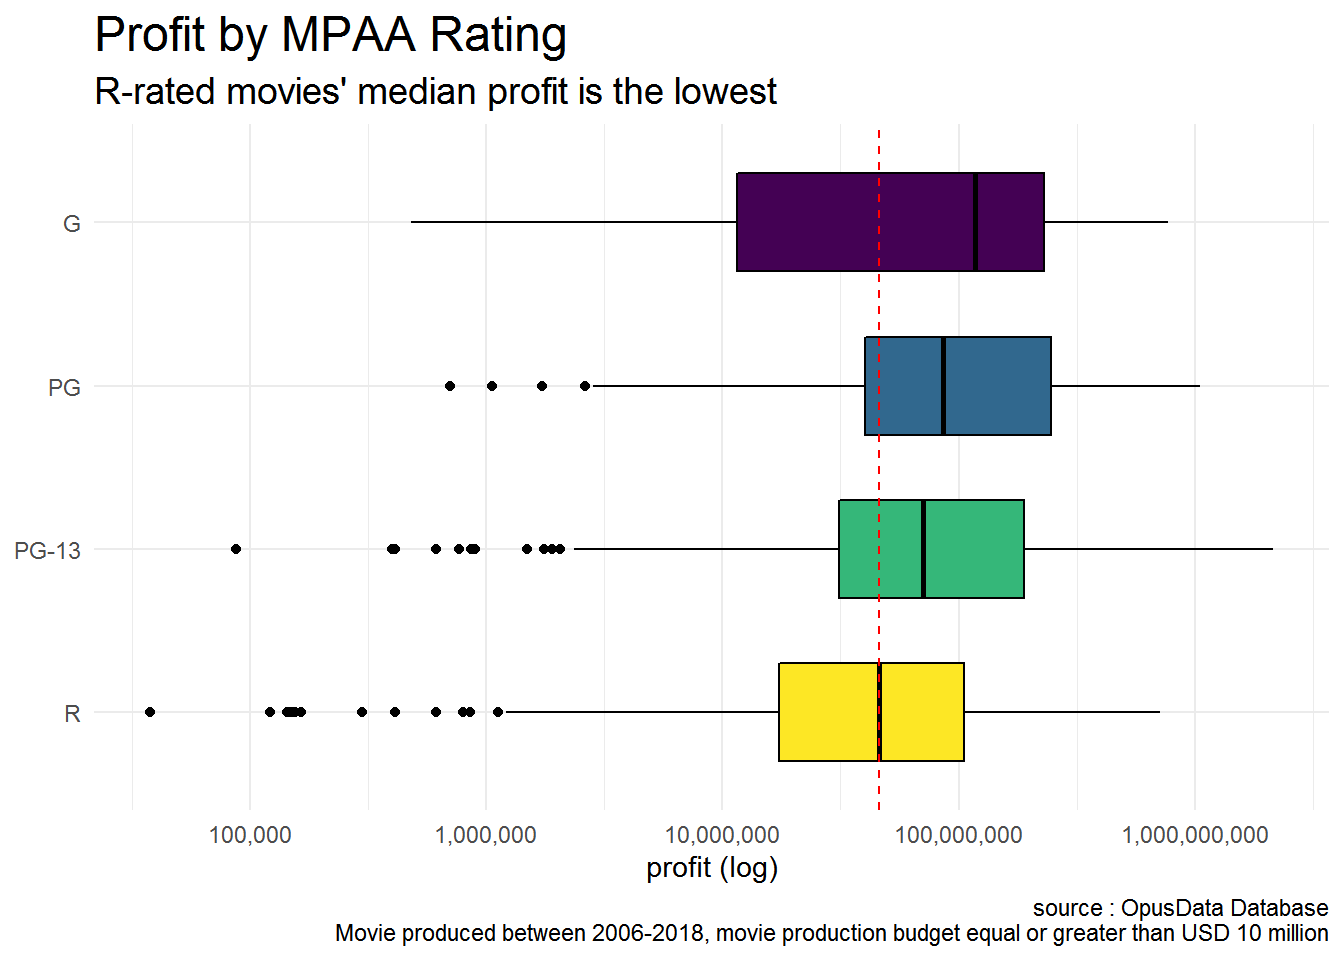 Profit by MPAA Rating
R-rated movies' median profit is the lowest
G
PG
PG-13
R
100,000
1,000,000
10,000,000
100,000,000
1,000,000,000
profit (log)
source : OpusData Database
Movie produced between 2006-2018, movie production budget equal or greater than USD 10 million